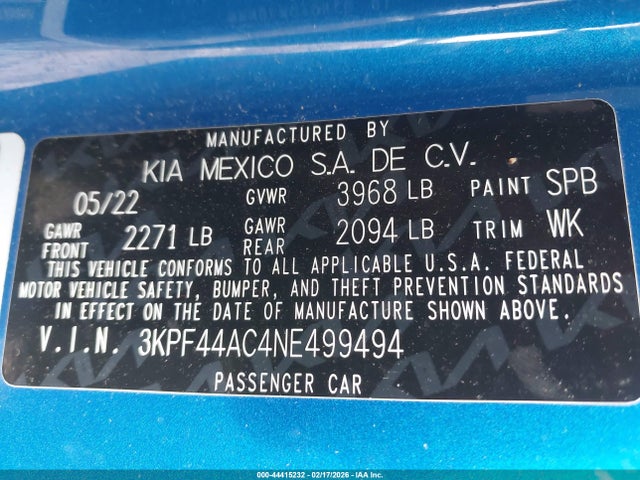 MANUFACTURED BY
KIA MEXICO S.A. DE C.V.
05/22 GVWR 3968 LB PAINT SPB
GAWR FRONT 2271 LB GAWR REAR 2094 LB TRIM WK
THIS VEHICLE CONFORMS TO ALL APPLICABLE U.S.A. FEDERAL
MOTOR VEHICLE SAFETY, BUMPER, AND THEFT PREVENTION STANDARDS
IN EFFECT ON THE DATE OF MANUFACTURE SHOWN ABOVE.
V.I.N. 3KPF44AC4NE499494
PASSENGER CAR
000-44415232 - 02/17/2026 - IAAI.com